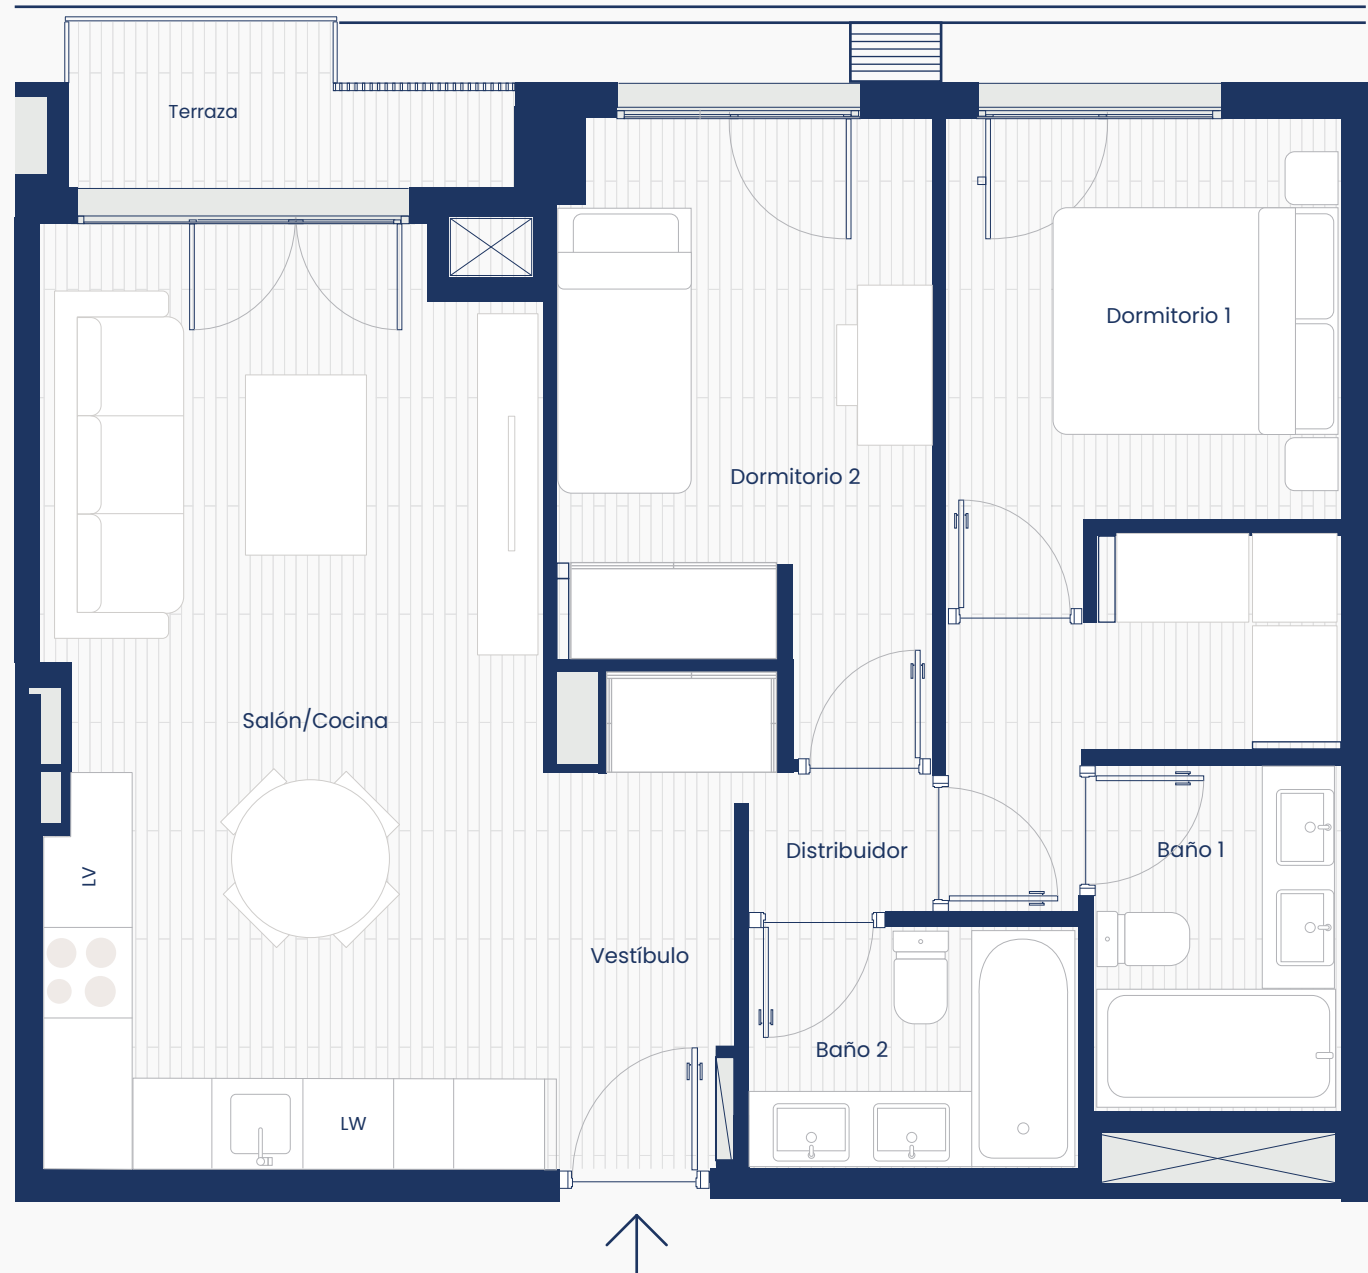 Terraza
Dormitorio 1
Dormitorio 2
Salón/Cocina
LV
Distribuidor
Baño 1
Vestíbulo
Baño 2
LW